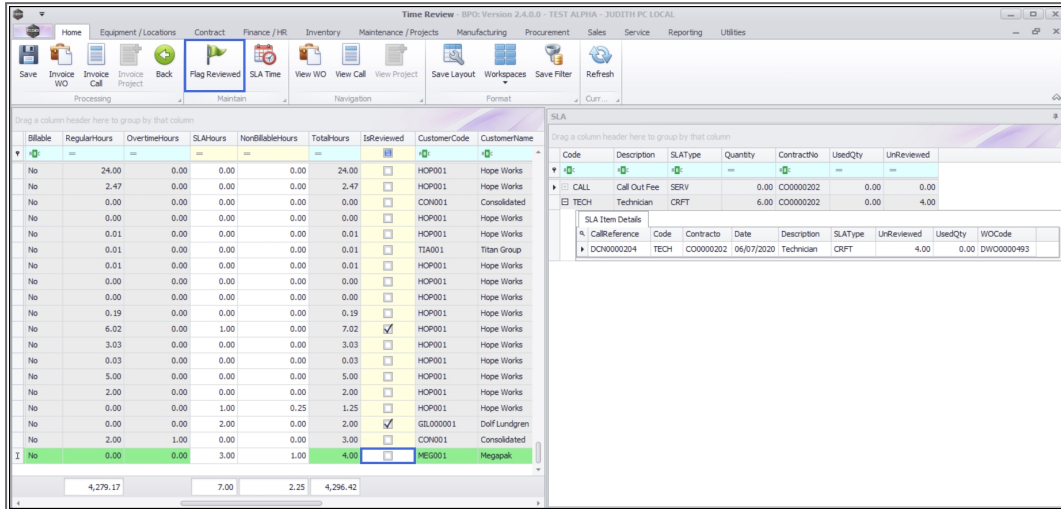 Time Review - BPO: Version 2.4.0.0 - TEST ALPHA - JUDITH PC LOCAL
Home Equipment / Locations Contract Finance / HR Inventory Maintenance / Projects Manufacturing Procurement Sales Service Reporting Utilities
Save Invoice WO Invoice Call Invoice Project Back Flag Reviewed SLA Time View WO View Call View Project Save Layout Workspaces Save Filter Refresh
Processing Maintain Navigation Format Curr...
Drag a column header here to group by that column
Billable RegularHours OvertimeHours SLAHours NonBillableHours TotalHours IsReviewed CustomerCode CustomerName
No 24.00 0.00 0.00 0.00 24.00 HOP001 Hope Works
No 2.47 0.00 0.00 0.00 2.47 HOP001 Hope Works
No 0.00 0.00 0.00 0.00 0.00 CON001 Consolidated
No 0.00 0.00 0.00 0.00 0.00 HOP001 Hope Works
No 0.01 0.00 0.00 0.00 0.01 HOP001 Hope Works
No 0.01 0.00 0.00 0.00 0.01 TIA001 Titan Group
No 0.01 0.00 0.00 0.00 0.01 HOP001 Hope Works
No 0.00 0.00 0.00 0.00 0.00 HOP001 Hope Works
No 0.19 0.00 0.00 0.00 0.19 HOP001 Hope Works
No 6.02 0.00 1.00 0.00 7.02 HOP001 Hope Works
No 3.03 0.00 0.00 0.00 3.03 HOP001 Hope Works
No 0.03 0.00 0.00 0.00 0.03 HOP001 Hope Works
No 5.00 0.00 0.00 0.00 5.00 HOP001 Hope Works
No 2.00 0.00 0.00 0.00 2.00 HOP001 Hope Works
No 0.00 0.00 1.00 0.25 1.25 HOP001 Hope Works
No 0.00 0.00 2.00 0.00 2.00 GIL000001 Dolf Lundgren
No 2.00 1.00 0.00 0.00 3.00 CON001 Consolidated
No 0.00 0.00 3.00 1.00 4.00 MEG001 Megapak
4,279.17 7.00 2.25 4,296.42
SLA
Drag a column header here to group by that column
Code Description SLAType Quantity ContractNo UsedQty UnReviewed
CALL Call Out Fee SERV 0.00 CO0000202 0.00 0.00
TECH Technician CRFT 6.00 CO0000202 0.00 4.00
SLA Item Details
CallReference Code Contracto Date Description SLAType UnReviewed UsedQty WOCode
DCN0000204 TECH CO0000202 06/07/2020 Technician CRFT 4.00 0.00 DWO0000493